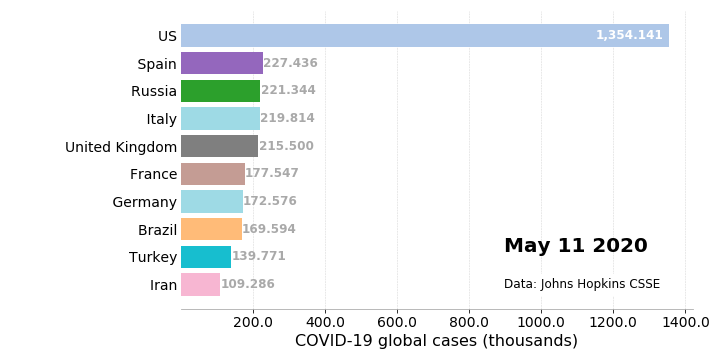 US 1,354.141
Spain 227.436
Russia 221.344
Italy 219.814
United Kingdom 215.500
France 177.547
Germany 172.576
Brazil 169.594
Turkey 139.771
Iran 109.286
May 11 2020
Data: Johns Hopkins CSSE
200.0 400.0 600.0 800.0 1000.0 1200.0 1400.0
COVID-19 global cases (thousands)